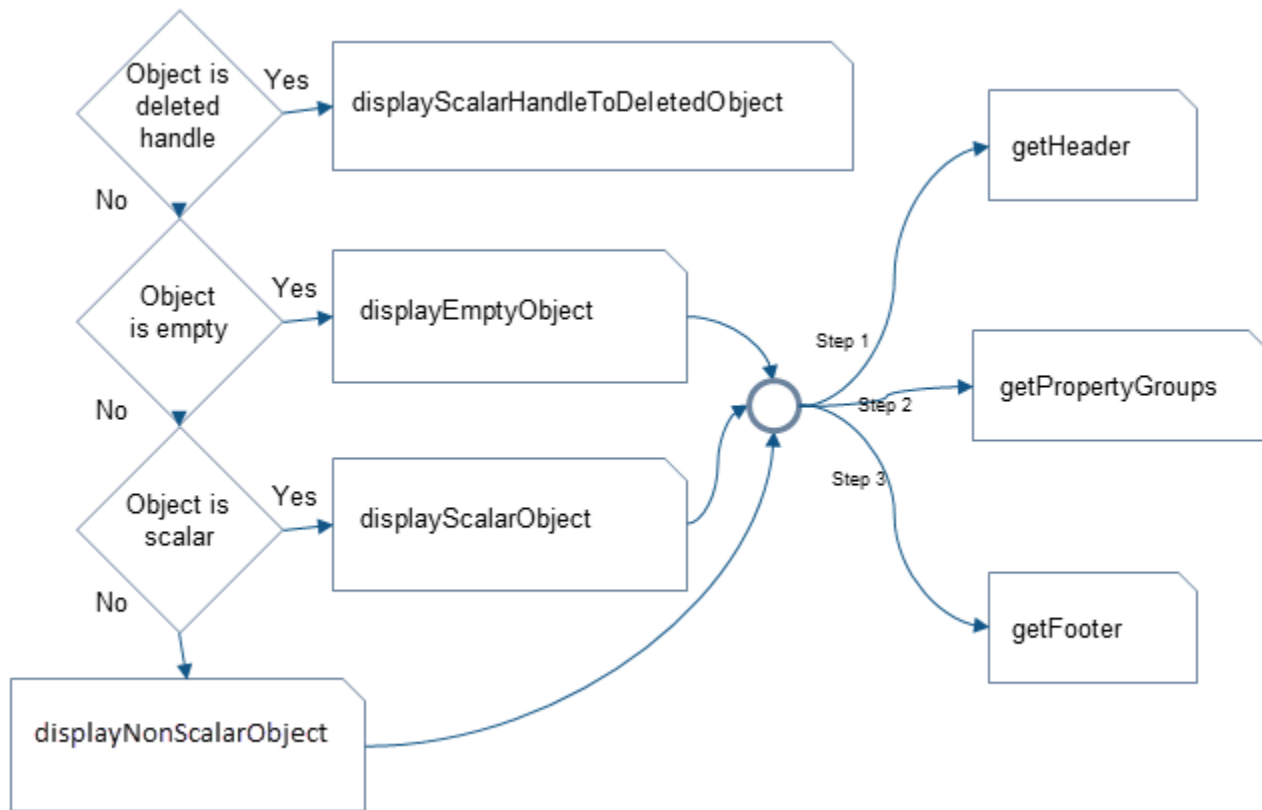 Object is
deleted
handle
Yes
displayScalarHandleToDeletedObject
No
Object
is empty
Yes
displayEmptyObject
No
Object is
scalar
Yes
displayScalarObject
No
displayNonScalarObject
Step 1
getHeader
Step 2
getPropertyGroups
Step 3
getFooter